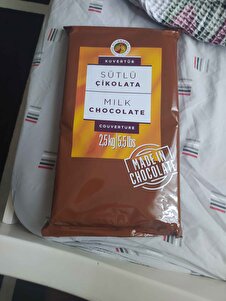 KUVERTÜR
SÜTLÜ
ÇİKOLATA
MILK
CHOCOLATE
COUVERTURE
2,5 kg | 5.5 lbs
MADE IN
CHOCOLATE